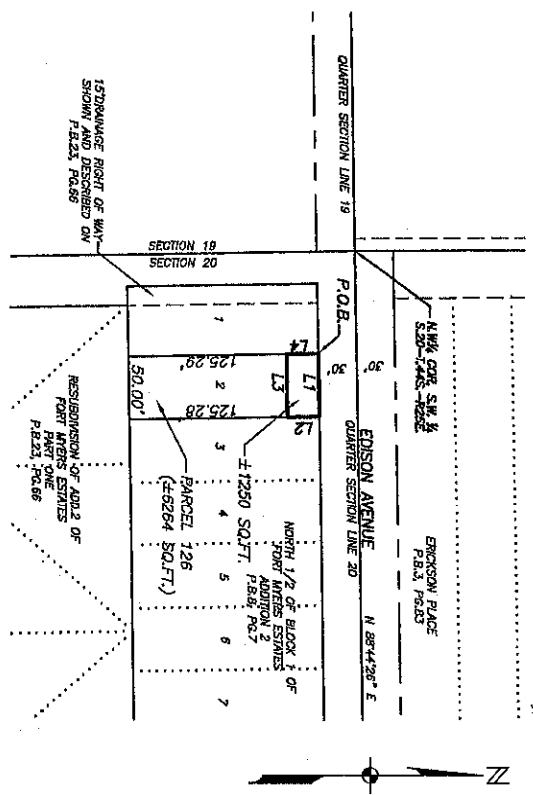 QUARTER SECTION LINE 19
15' DRAINAGE RIGHT OF WAY
SHOWN AND DESCRIBED ON
P.B.23, PG.66
SECTION 19
SECTION 20
P.O.B.
N.W¼ COR. S.W. ¼
S.20-T.44S.-R25E.
30'
30'
EDISON AVENUE
QUARTER SECTION LINE 20
N 88°44'26" E
ERICKSON PLACE
P.B.3, PG.83
L4
L1
L3
L2
1
125.29'
2
125.28'
50.00'
3
4
5
6
7
±1250 SQ.FT.
PARCEL 126
(±6264 SQ.FT.)
NORTH 1/2 OF BLOCK 1 OF
FORT MYERS ESTATES
ADDITION 2
P.B.8, PG.7
RESUBDIVISION OF ADD.2 OF
FORT MYERS ESTATES
PART ONE
P.B.23, PG.66
N